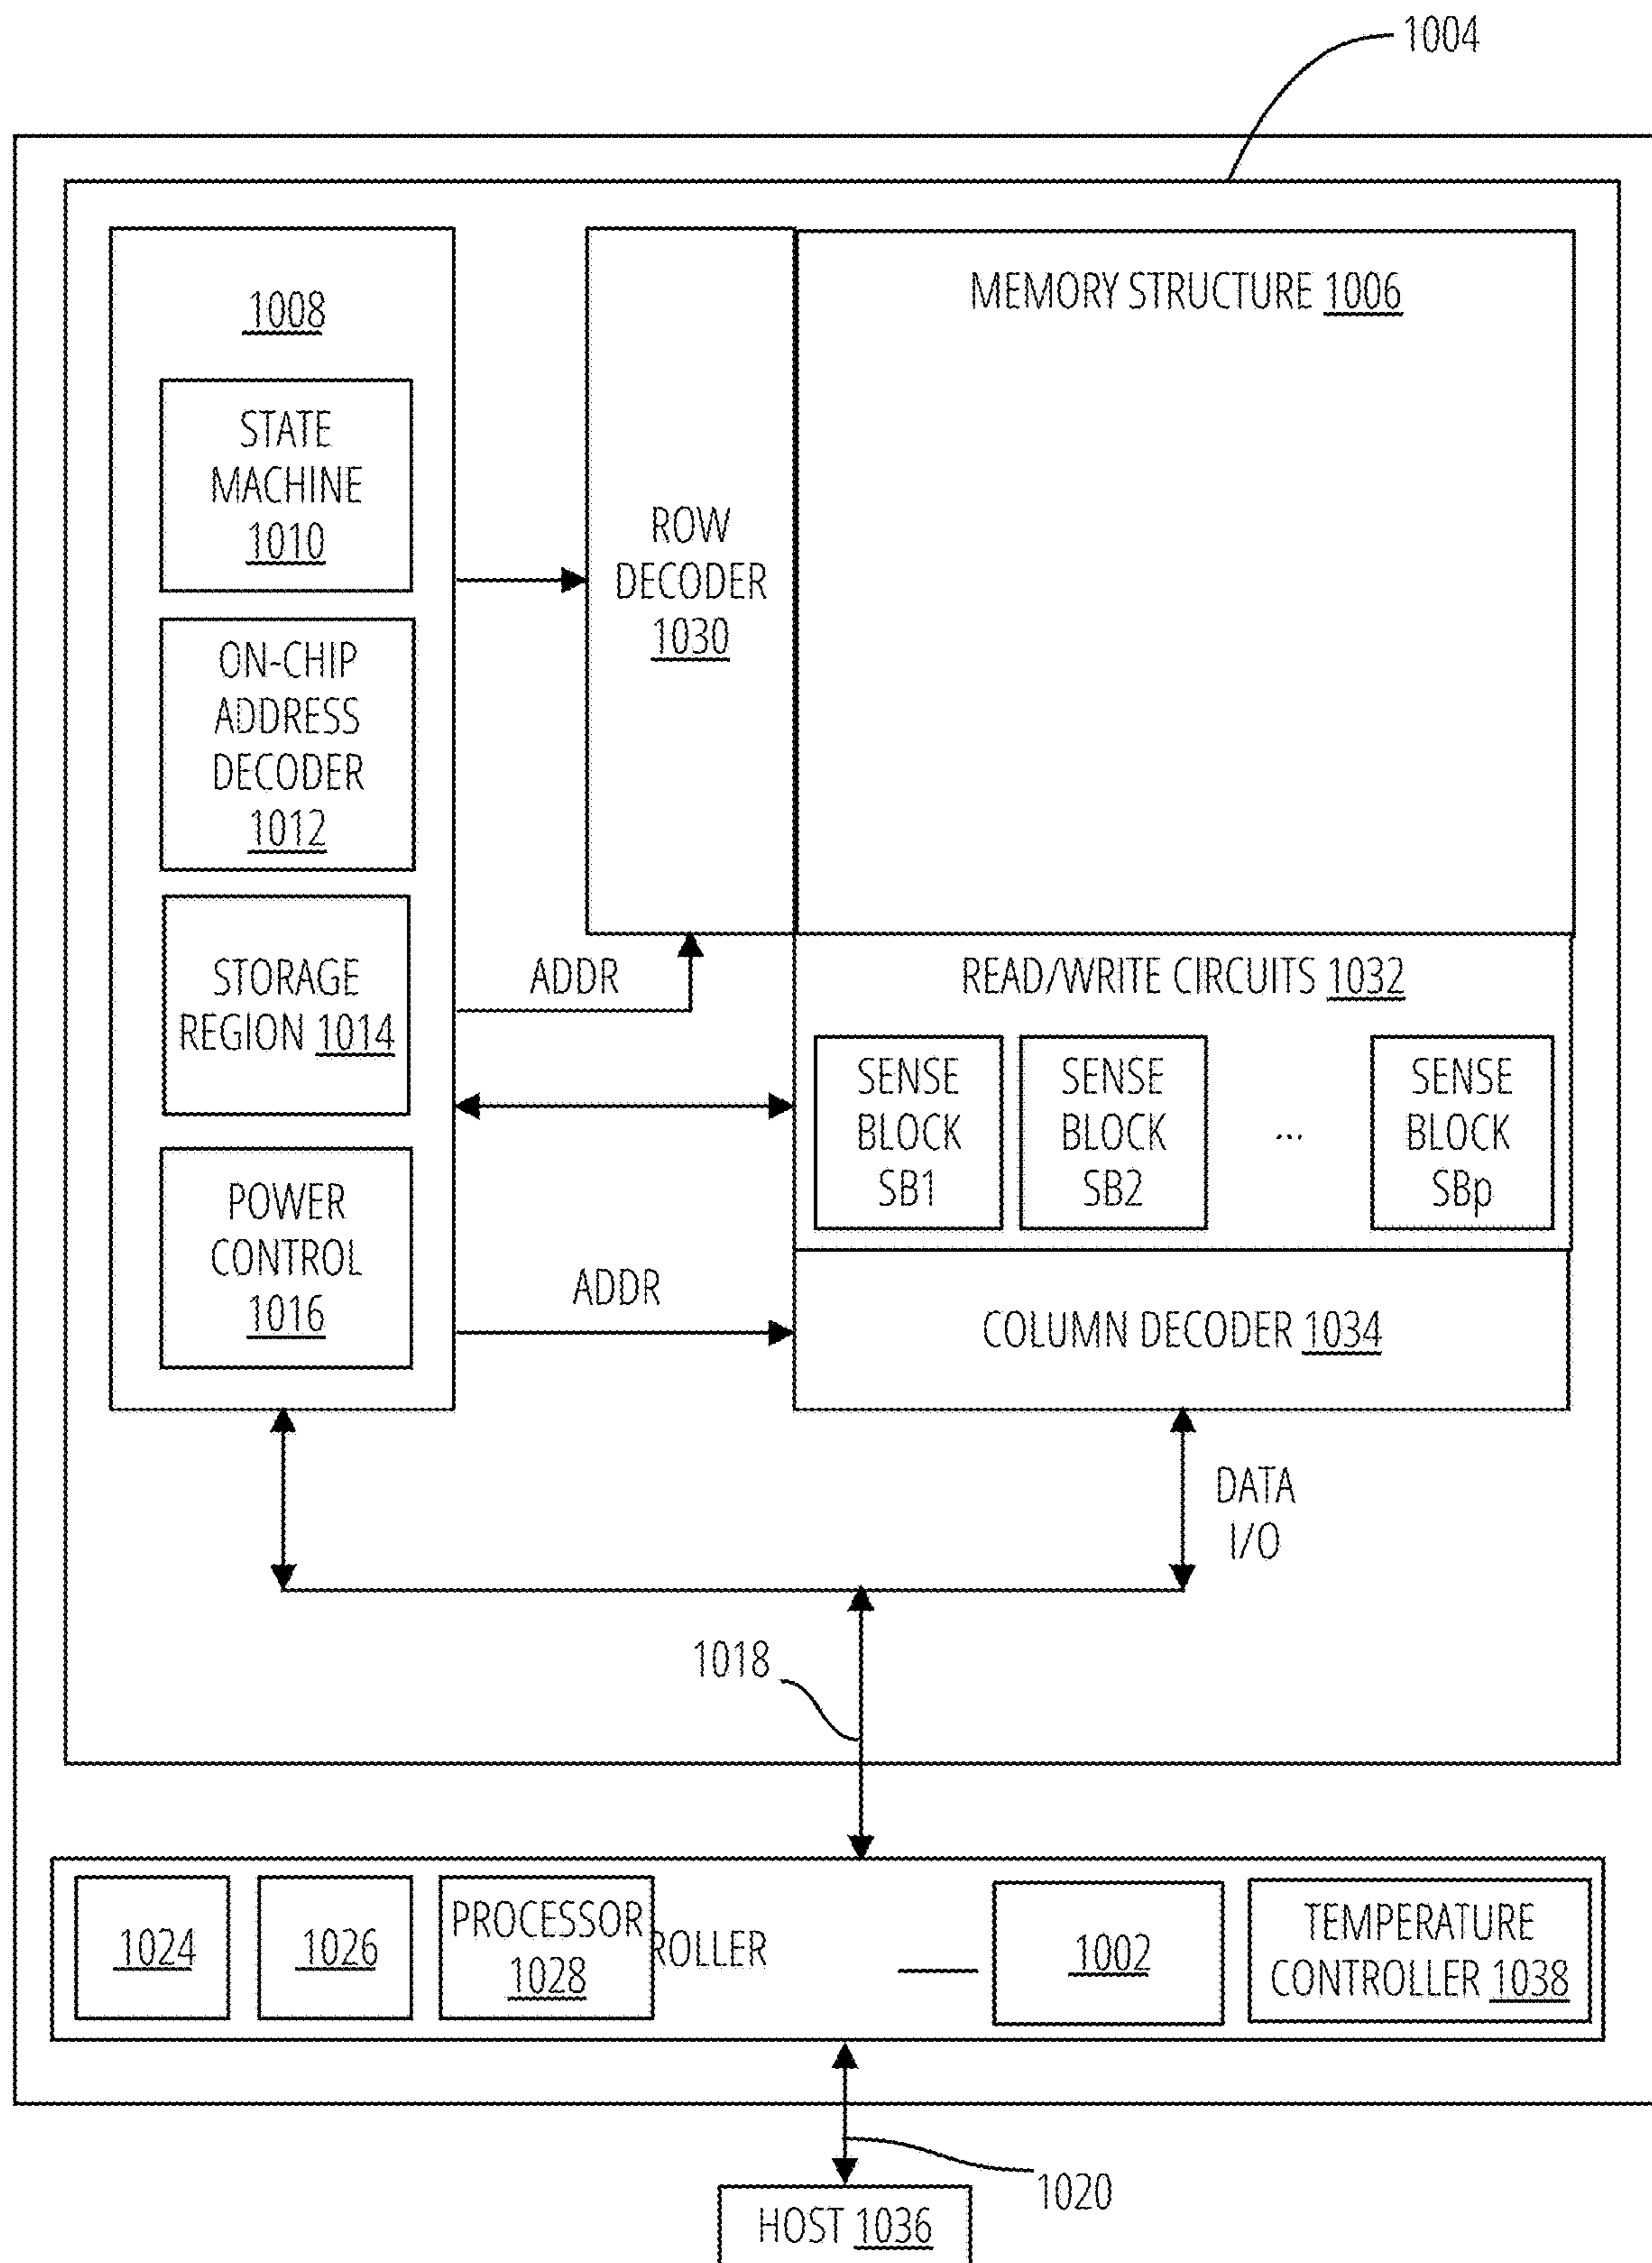 1004
1008
STATE
MACHINE
1010
ON-CHIP
ADDRESS
DECODER
1012
STORAGE
REGION 1014
POWER
CONTROL
1016
ROW
DECODER
1030
MEMORY STRUCTURE 1006
ADDR
READ/WRITE CIRCUITS 1032
SENSE
BLOCK
SB1
SENSE
BLOCK
SB2
...
SENSE
BLOCK
SBp
ADDR
COLUMN DECODER 1034
DATA
I/O
1018
1024
1026
PROCESSOR
1028
ROLLER
1002
TEMPERATURE
CONTROLLER 1038
1020
HOST 1036